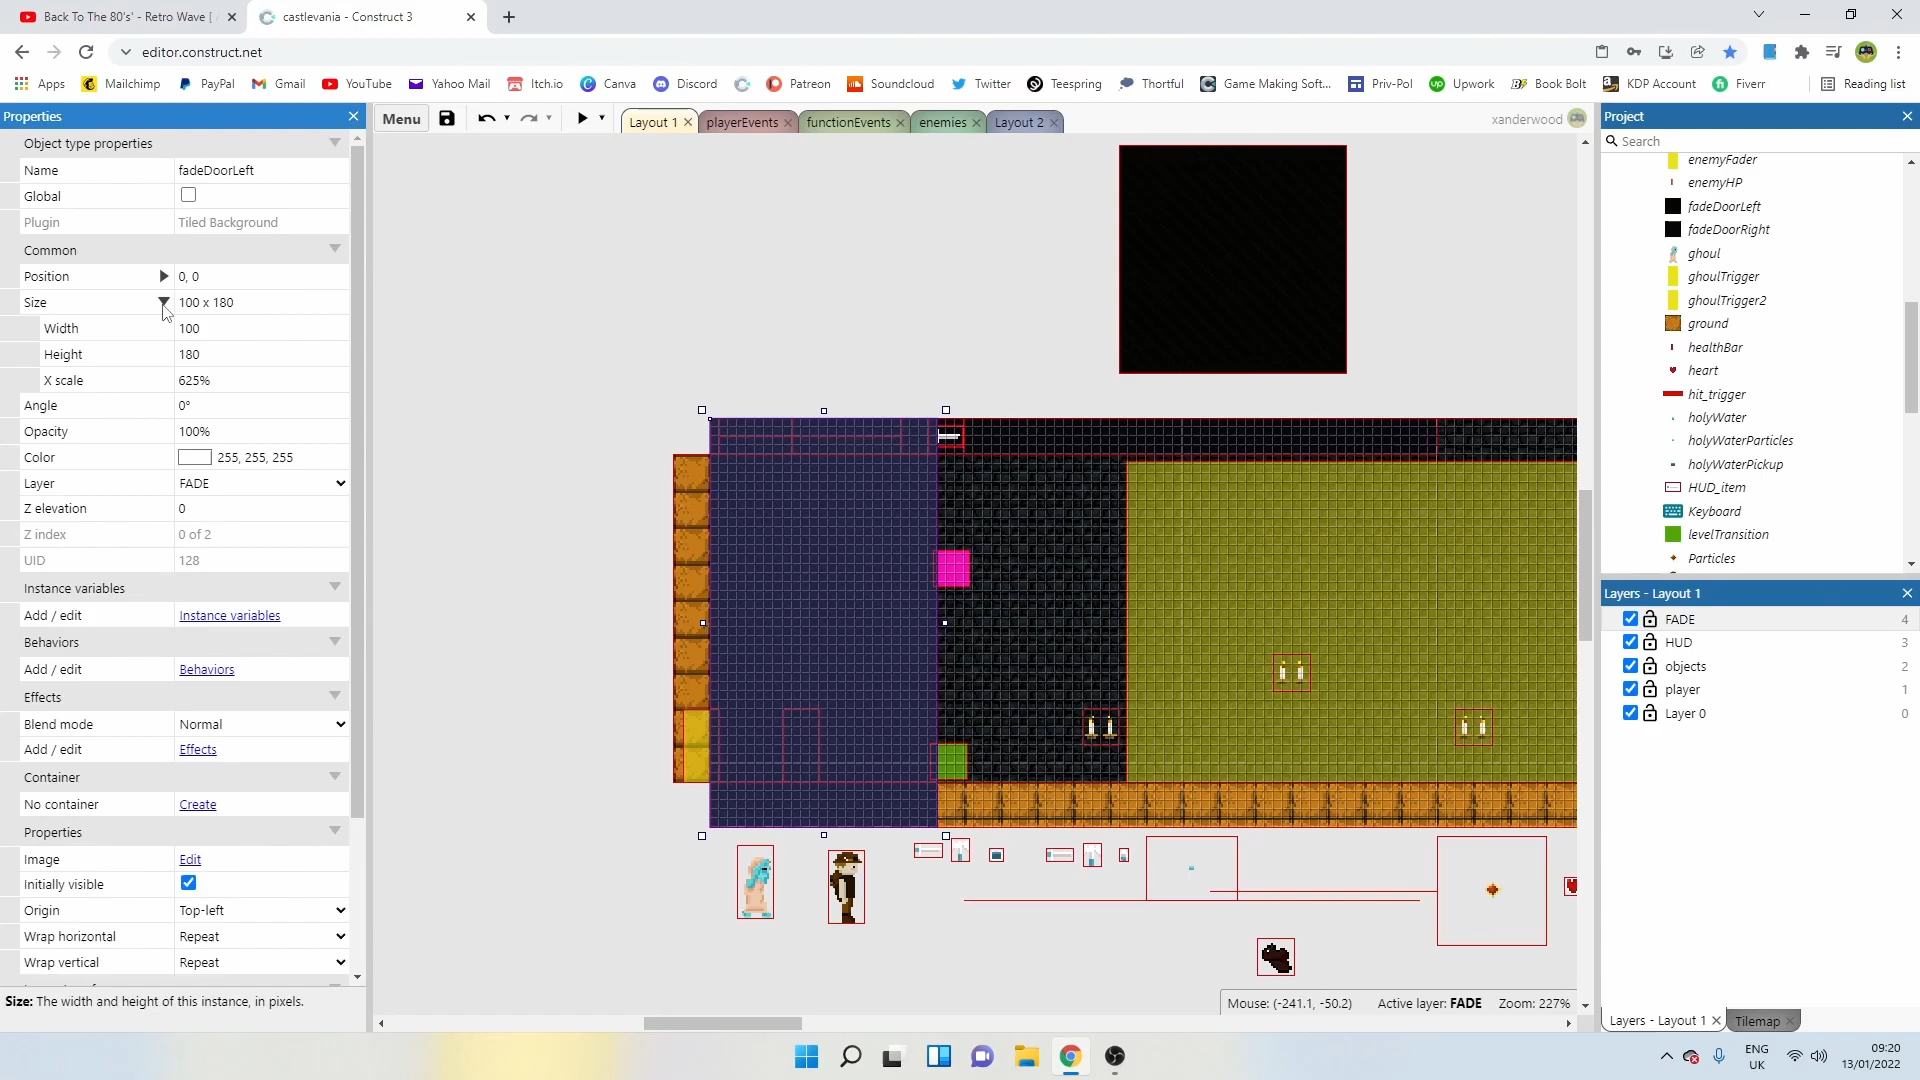 Back To The 80's' - Retro Wave [
castlevania - Construct 3
editor.construct.net
Apps
Mailchimp
PayPal
Gmail
YouTube
Yahoo Mail
Itch.io
Canva
Discord
Patreon
Soundcloud
Twitter
Teespring
Thortful
Game Making Soft...
Priv-Pol
Upwork
Book Bolt
KDP Account
Fiverr
Reading list
Properties
Menu
Layout 1
playerEvents
functionEvents
enemies
Layout 2
xanderwood
Project
Search
Object type properties
Name fadeDoorLeft
Global
Plugin Tiled Background
Common
Position 0, 0
Size 100 x 180
Width 100
Height 180
X scale 625%
Angle 0°
Opacity 100%
Color 255, 255, 255
Layer FADE
Z elevation 0
Z index 0 of 2
UID 128
Instance variables
Add / edit Instance variables
Behaviors
Add / edit Behaviors
Effects
Blend mode Normal
Add / edit Effects
Container
No container Create
Properties
Image Edit
Initially visible
Origin Top-left
Wrap horizontal Repeat
Wrap vertical Repeat
Size: The width and height of this instance, in pixels.
Mouse: (-241.1, -50.2) Active layer: FADE Zoom: 227%
enemyFader
enemyHP
fadeDoorLeft
fadeDoorRight
ghoul
ghoulTrigger
ghoulTrigger2
ground
healthBar
heart
hit_trigger
holyWater
holyWaterParticles
holyWaterPickup
HUD_item
Keyboard
levelTransition
Particles
Layers - Layout 1
FADE 4
HUD 3
objects 2
player 1
Layer 0 0
Layers - Layout 1
Tilemap
ENG
UK
09:20
13/01/2022